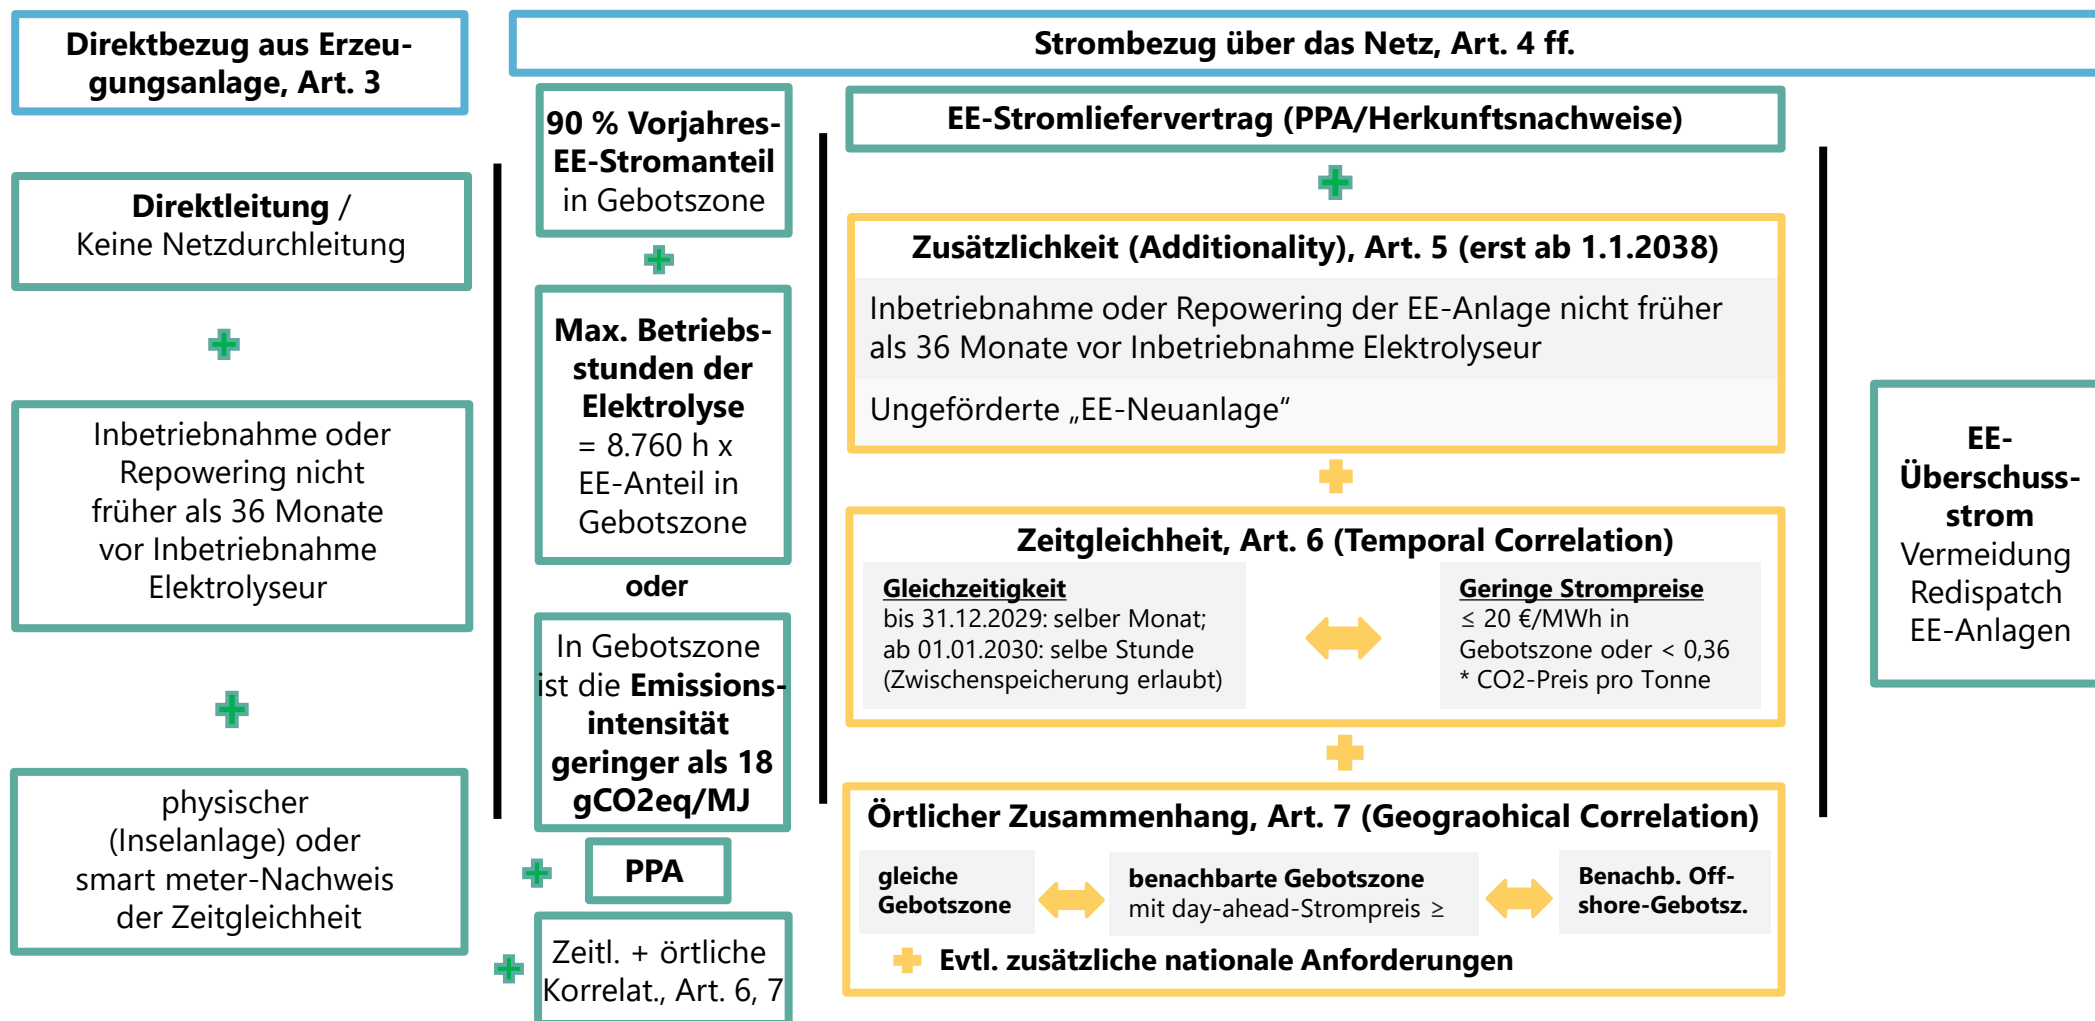 Direktbezug aus Erzeu-
gungsanlage, Art. 3
Direktleitung /
Keine Netzdurchleitung
Inbetriebnahme oder
Repowering nicht
früher als 36 Monate
vor Inbetriebnahme
Elektrolyseur
physischer
(Inselanlage) oder
smart meter-Nachweis
der Zeitgleichheit
Strombezug über das Netz, Art. 4 ff.
90 % Vorjahres-
EE-Stromanteil
in Gebotszone
Max. Betriebs-
stunden der
Elektrolyse
= 8.760 h x
EE-Anteil in
Gebotszone
oder
In Gebotszone
ist die Emissions-
intensität
geringer als 18
gCO2eq/MJ
PPA
Zeitl. + örtliche
Korrelat., Art. 6, 7
EE-Stromliefervertrag (PPA/Herkunftsnachweise)
Zusätzlichkeit (Additionality), Art. 5 (erst ab 1.1.2038)
Inbetriebnahme oder Repowering der EE-Anlage nicht früher
als 36 Monate vor Inbetriebnahme Elektrolyseur
Ungeförderte „EE-Neuanlage“
Zeitgleichheit, Art. 6 (Temporal Correlation)
Gleichzeitigkeit
bis 31.12.2029: selber Monat;
ab 01.01.2030: selbe Stunde
(Zwischenspeicherung erlaubt)
Geringe Strompreise
≤ 20 €/MWh in
Gebotszone oder < 0,36
* CO2-Preis pro Tonne
Örtlicher Zusammenhang, Art. 7 (Geograohical Correlation)
gleiche
Gebotszone
benachbarte Gebotszone
mit day-ahead-Strompreis ≥
Benachb. Off-
shore-Gebotsz.
Evtl. zusätzliche nationale Anforderungen
EE-
Überschuss-
strom
Vermeidung
Redispatch
EE-Anlagen